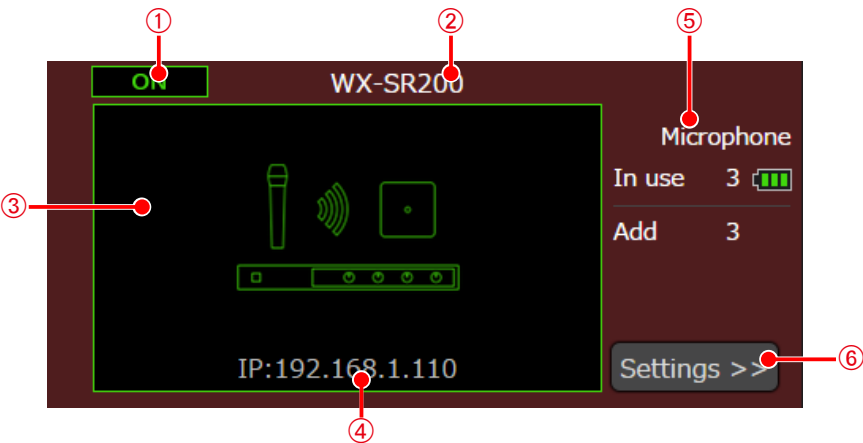 ① ② ⑤
ON WX-SR200
Microphone
In use 3
③
Add 3
IP:192.168.1.110 Settings >> ⑥
④